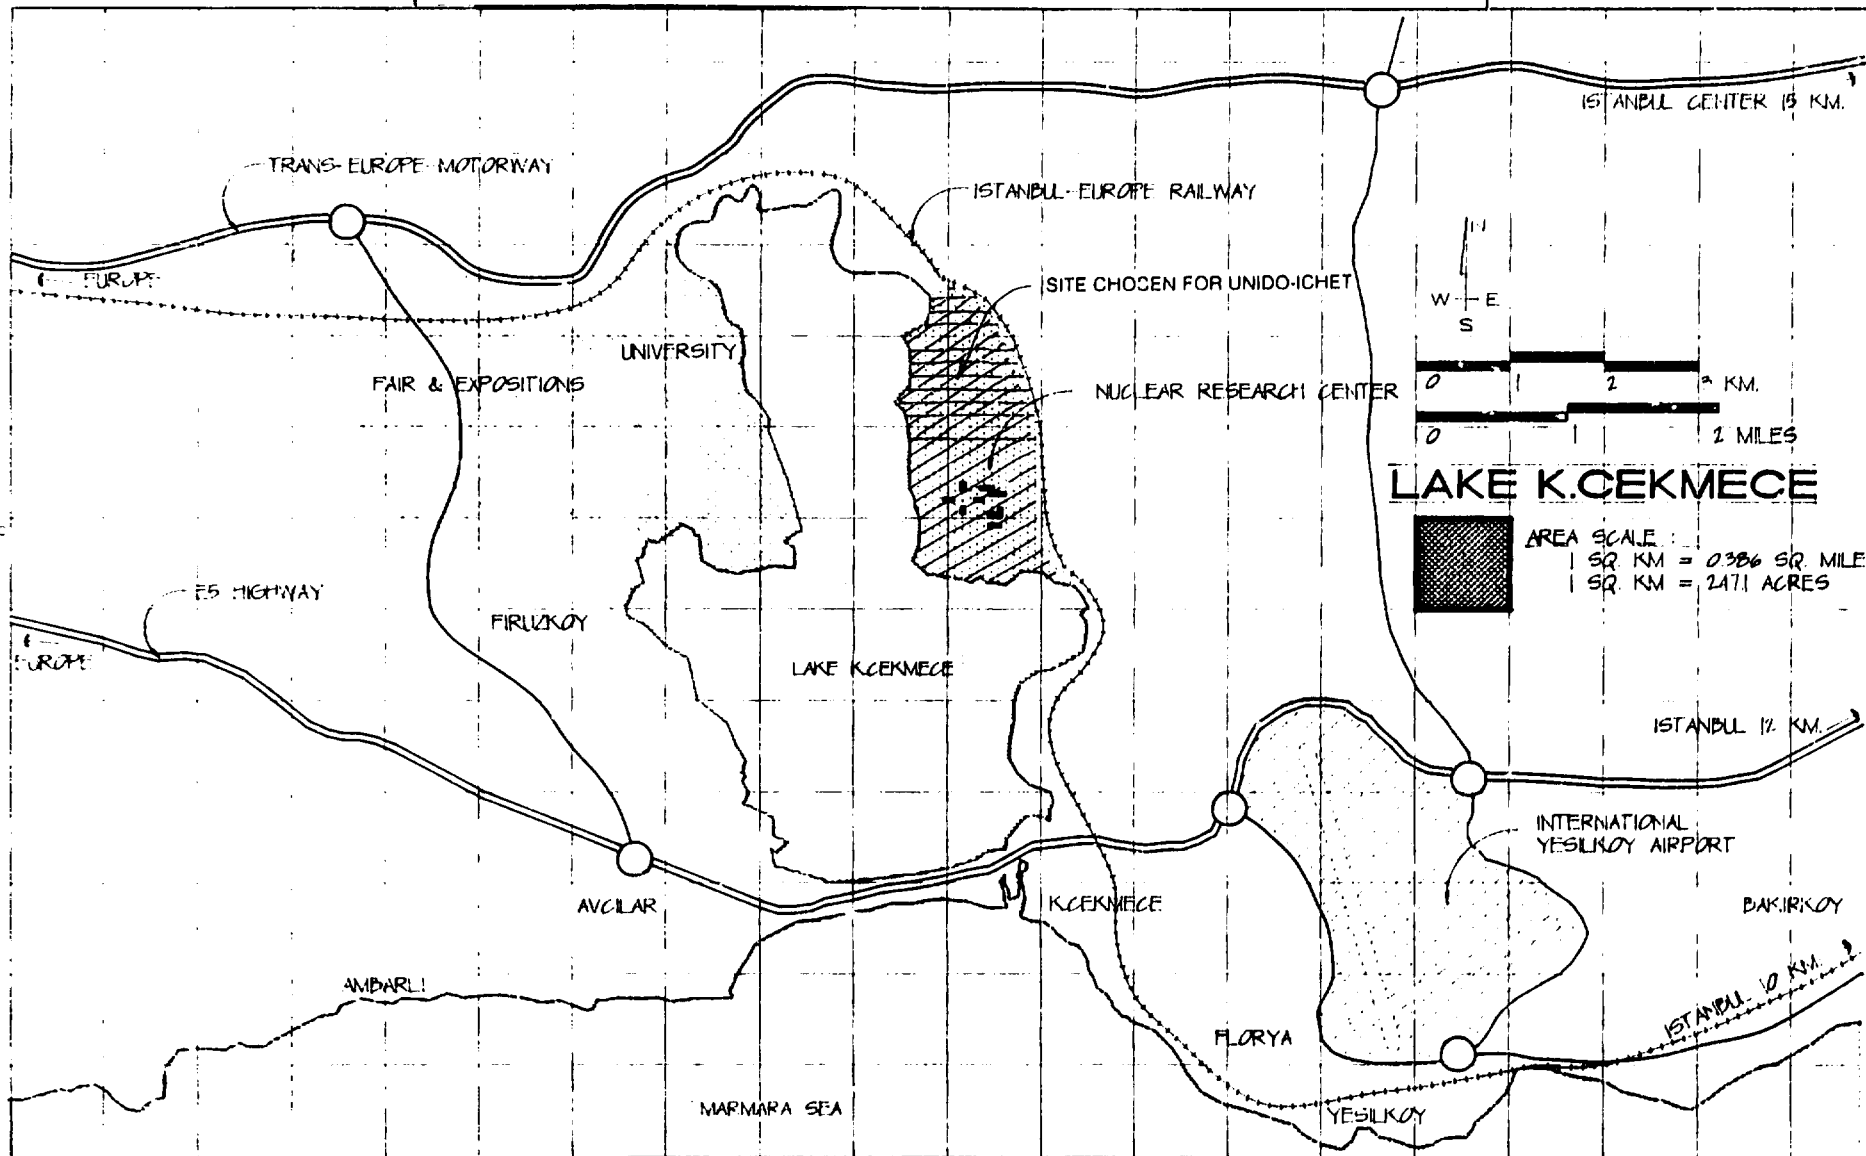 ISTANBUL CENTER 15 KM.
TRANS-EUROPE MOTORWAY
ISTANBUL-EUROPE RAILWAY
N
EUROPE
SITE CHOSEN FOR UNIDO-ICHET
W E
S
UNIVERSITY
FAIR & EXPOSITIONS
NUCLEAR RESEARCH CENTER
0 1 2 3 KM.
0 1 2 MILES
LAKE K.CEKMECE
AREA SCALE :
1 SQ. KM = 0.386 SQ. MILE
1 SQ. KM = 247.1 ACRES
E5 HIGHWAY
FIRUZKOY
EUROPE
LAKE K.CEKMECE
ISTANBUL 12 KM.
INTERNATIONAL
YESILKOY AIRPORT
AVCILAR
K.CEKMECE
BAKIRKOY
AMBARLI
ISTANBUL 10 KM.
FLORYA
MARMARA SEA
YESILKOY